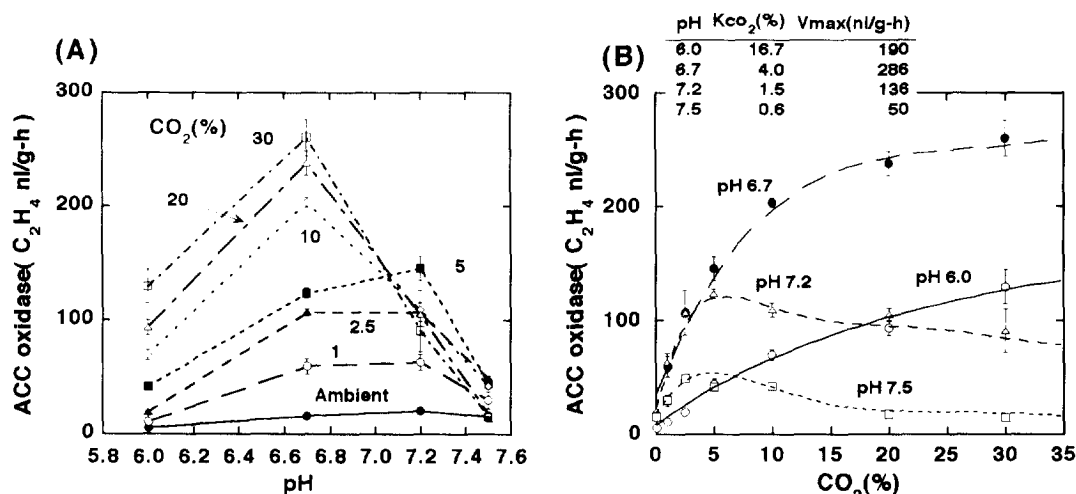 (A)
ACC oxidase( C₂H₄ nl/g-h)
300
200
100
0
CO₂(%)
30
20
10
5
2.5
1
Ambient
5.8 6.0 6.2 6.4 6.6 6.8 7.0 7.2 7.4 7.6
pH
pH Kco₂(%) Vmax(nl/g-h)
6.0 16.7 190
6.7 4.0 286
7.2 1.5 136
7.5 0.6 50
(B)
ACC oxidase( C₂H₄ nl/g-h)
300
200
100
0
pH 6.7
pH 7.2
pH 6.0
pH 7.5
0 5 10 15 20 25 30 35
CO₂(%)